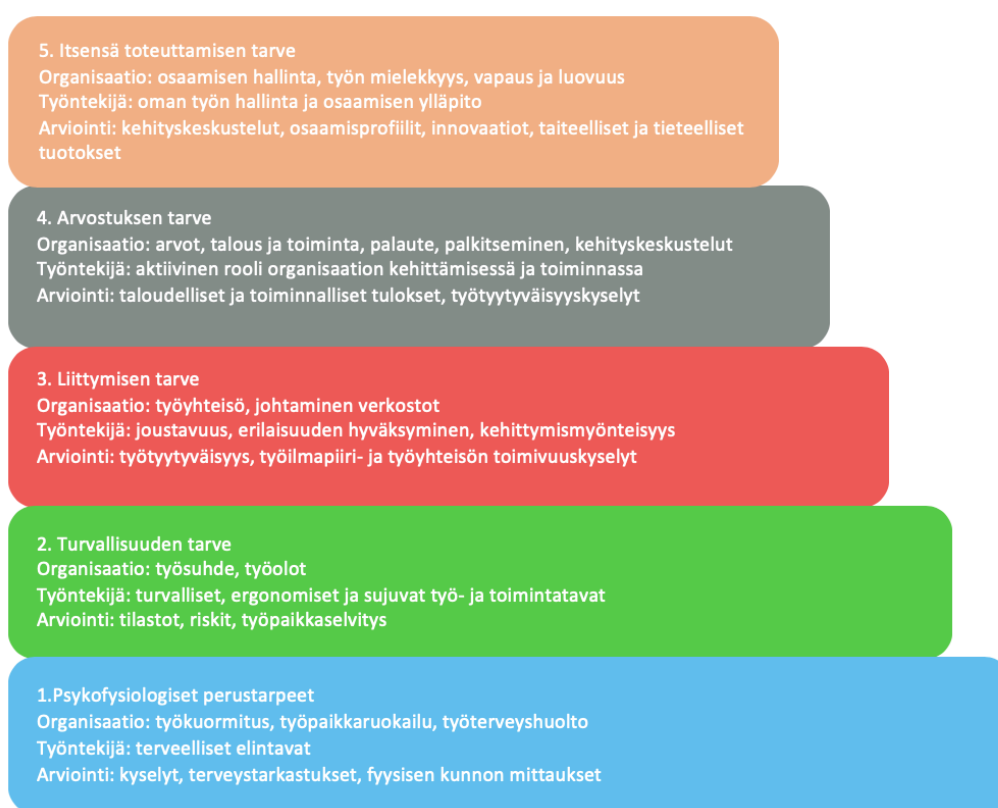 5. Itsensä toteuttamisen tarve
Organisaatio: osaamisen hallinta, työn mielekkyys, vapaus ja luovuus
Työntekijä: oman työn hallinta ja osaamisen ylläpito
Arviointi: kehityskeskustelut, osaamisprofiilit, innovaatiot, taiteelliset ja tieteelliset
tuotokset
4. Arvostuksen tarve
Organisaatio: arvot, talous ja toiminta, palaute, palkitseminen, kehityskeskustelut
Työntekijä: aktiivinen rooli organisaation kehittämisessä ja toiminnassa
Arviointi: taloudelliset ja toiminnalliset tulokset, työtyytyväisyyskyselyt
3. Liittymisen tarve
Organisaatio: työyhteisö, johtaminen verkostot
Työntekijä: joustavuus, erilaisuuden hyväksyminen, kehittymismyönteisyys
Arviointi: työtyytyväisyys, työilmapiiri- ja työyhteisön toimivuuskyselyt
2. Turvallisuuden tarve
Organisaatio: työsuhde, työolot
Työntekijä: turvalliset, ergonomiset ja sujuvat työ- ja toimintatavat
Arviointi: tilastot, riskit, työpaikkaselvitys
1.Psykofysiologiset perustarpeet
Organisaatio: työkuormitus, työpaikkaruokailu, työterveyshuolto
Työntekijä: terveelliset elintavat
Arviointi: kyselyt, terveystarkastukset, fyysisen kunnon mittaukset